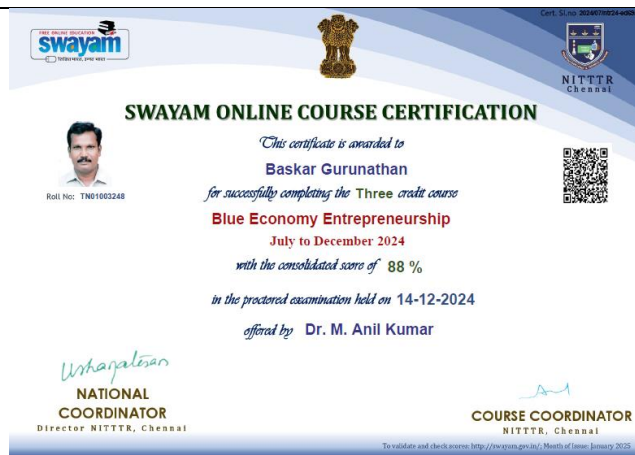 Cert. Sl.no
FREE ONLINE EDUCATION
swayam
NITTTR
Chennai
SWAYAM ONLINE COURSE CERTIFICATION
This certificate is awarded to
Baskar Gurunathan
Roll No: TN01003248
for successfully completing the Three credit course
Blue Economy Entrepreneurship
July to December 2024
with the consolidated score of 88 %
in the proctored examination held on 14-12-2024
offered by Dr. M. Anil Kumar
NATIONAL
COORDINATOR
Director NITTTR, Chennai
COURSE COORDINATOR
NITTTR, Chennai
To validate and check scores: http://swayam.gov.in/; Month of Issue: January 2025